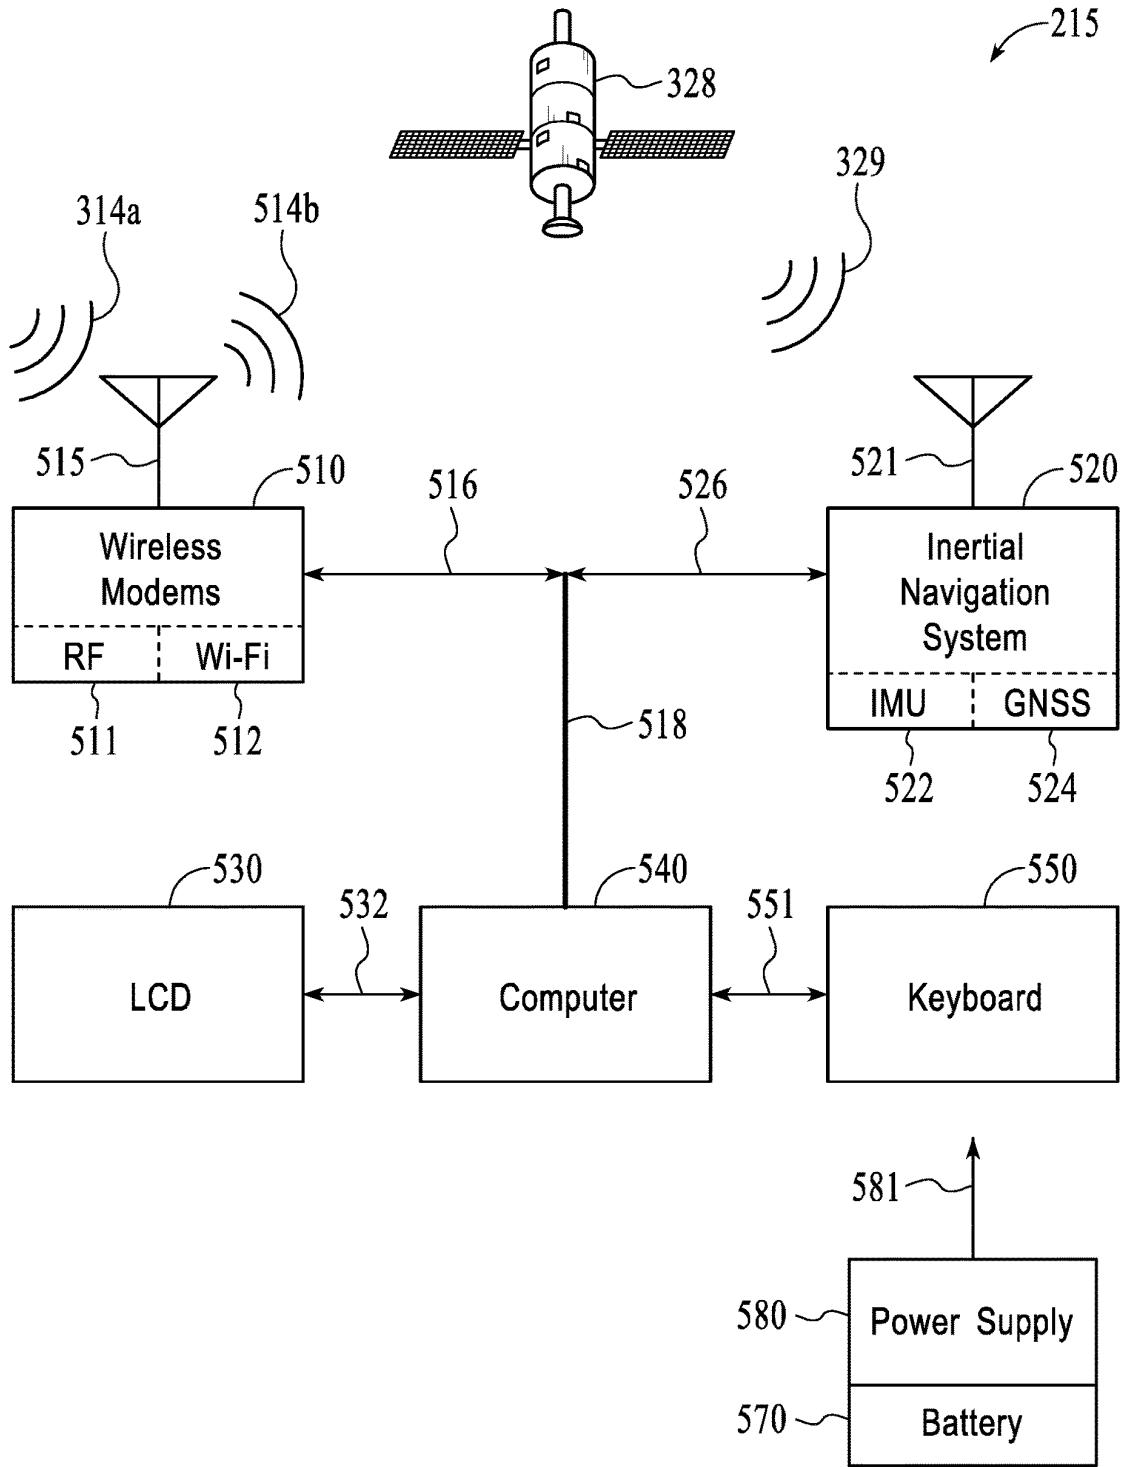 215
328
329
314a
514b
515
510
516
526
521
520
Wireless
Modems
RF
Wi-Fi
Inertial
Navigation
System
IMU
GNSS
511
512
518
522
524
530
532
540
551
550
LCD
Computer
Keyboard
581
580
Power Supply
570
Battery